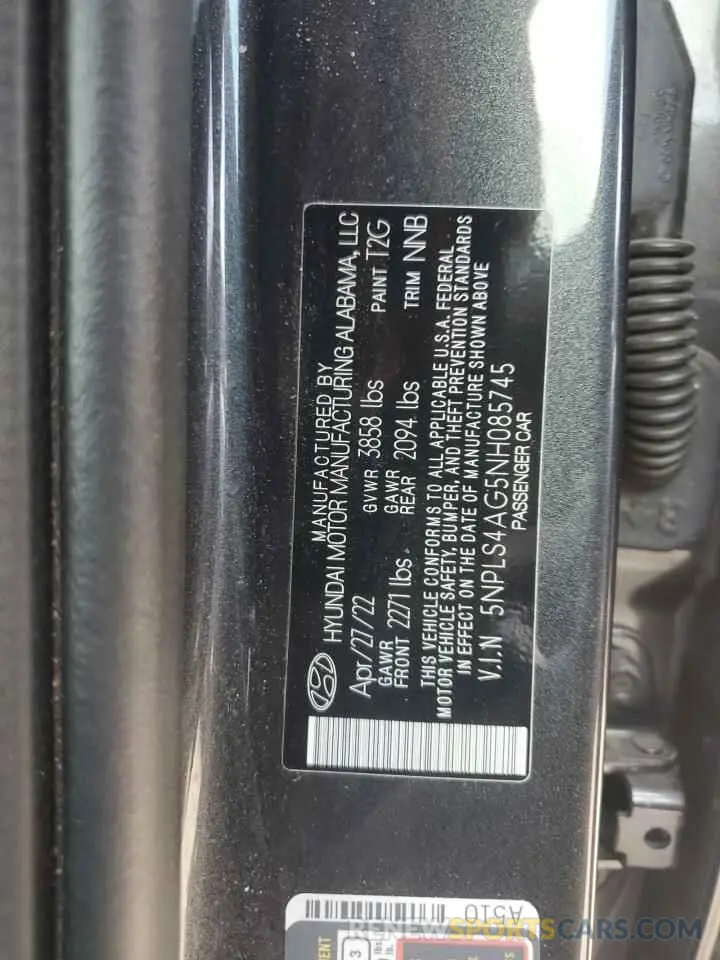 MANUFACTURED BY
HYUNDAI MOTOR MANUFACTURING ALABAMA, LLC
Apr/27/22 GVWR 3858 lbs PAINT T2G
GAWR FRONT 2271 lbs GAWR REAR 2094 lbs TRIM NNB
THIS VEHICLE CONFORMS TO ALL APPLICABLE U.S.A. FEDERAL
MOTOR VEHICLE SAFETY, BUMPER, AND THEFT PREVENTION STANDARDS
IN EFFECT ON THE DATE OF MANUFACTURE SHOWN ABOVE
V.I.N 5NPLS4AG5NH085745
PASSENGER CAR
A510
RENEWSPORTSCARS.COM